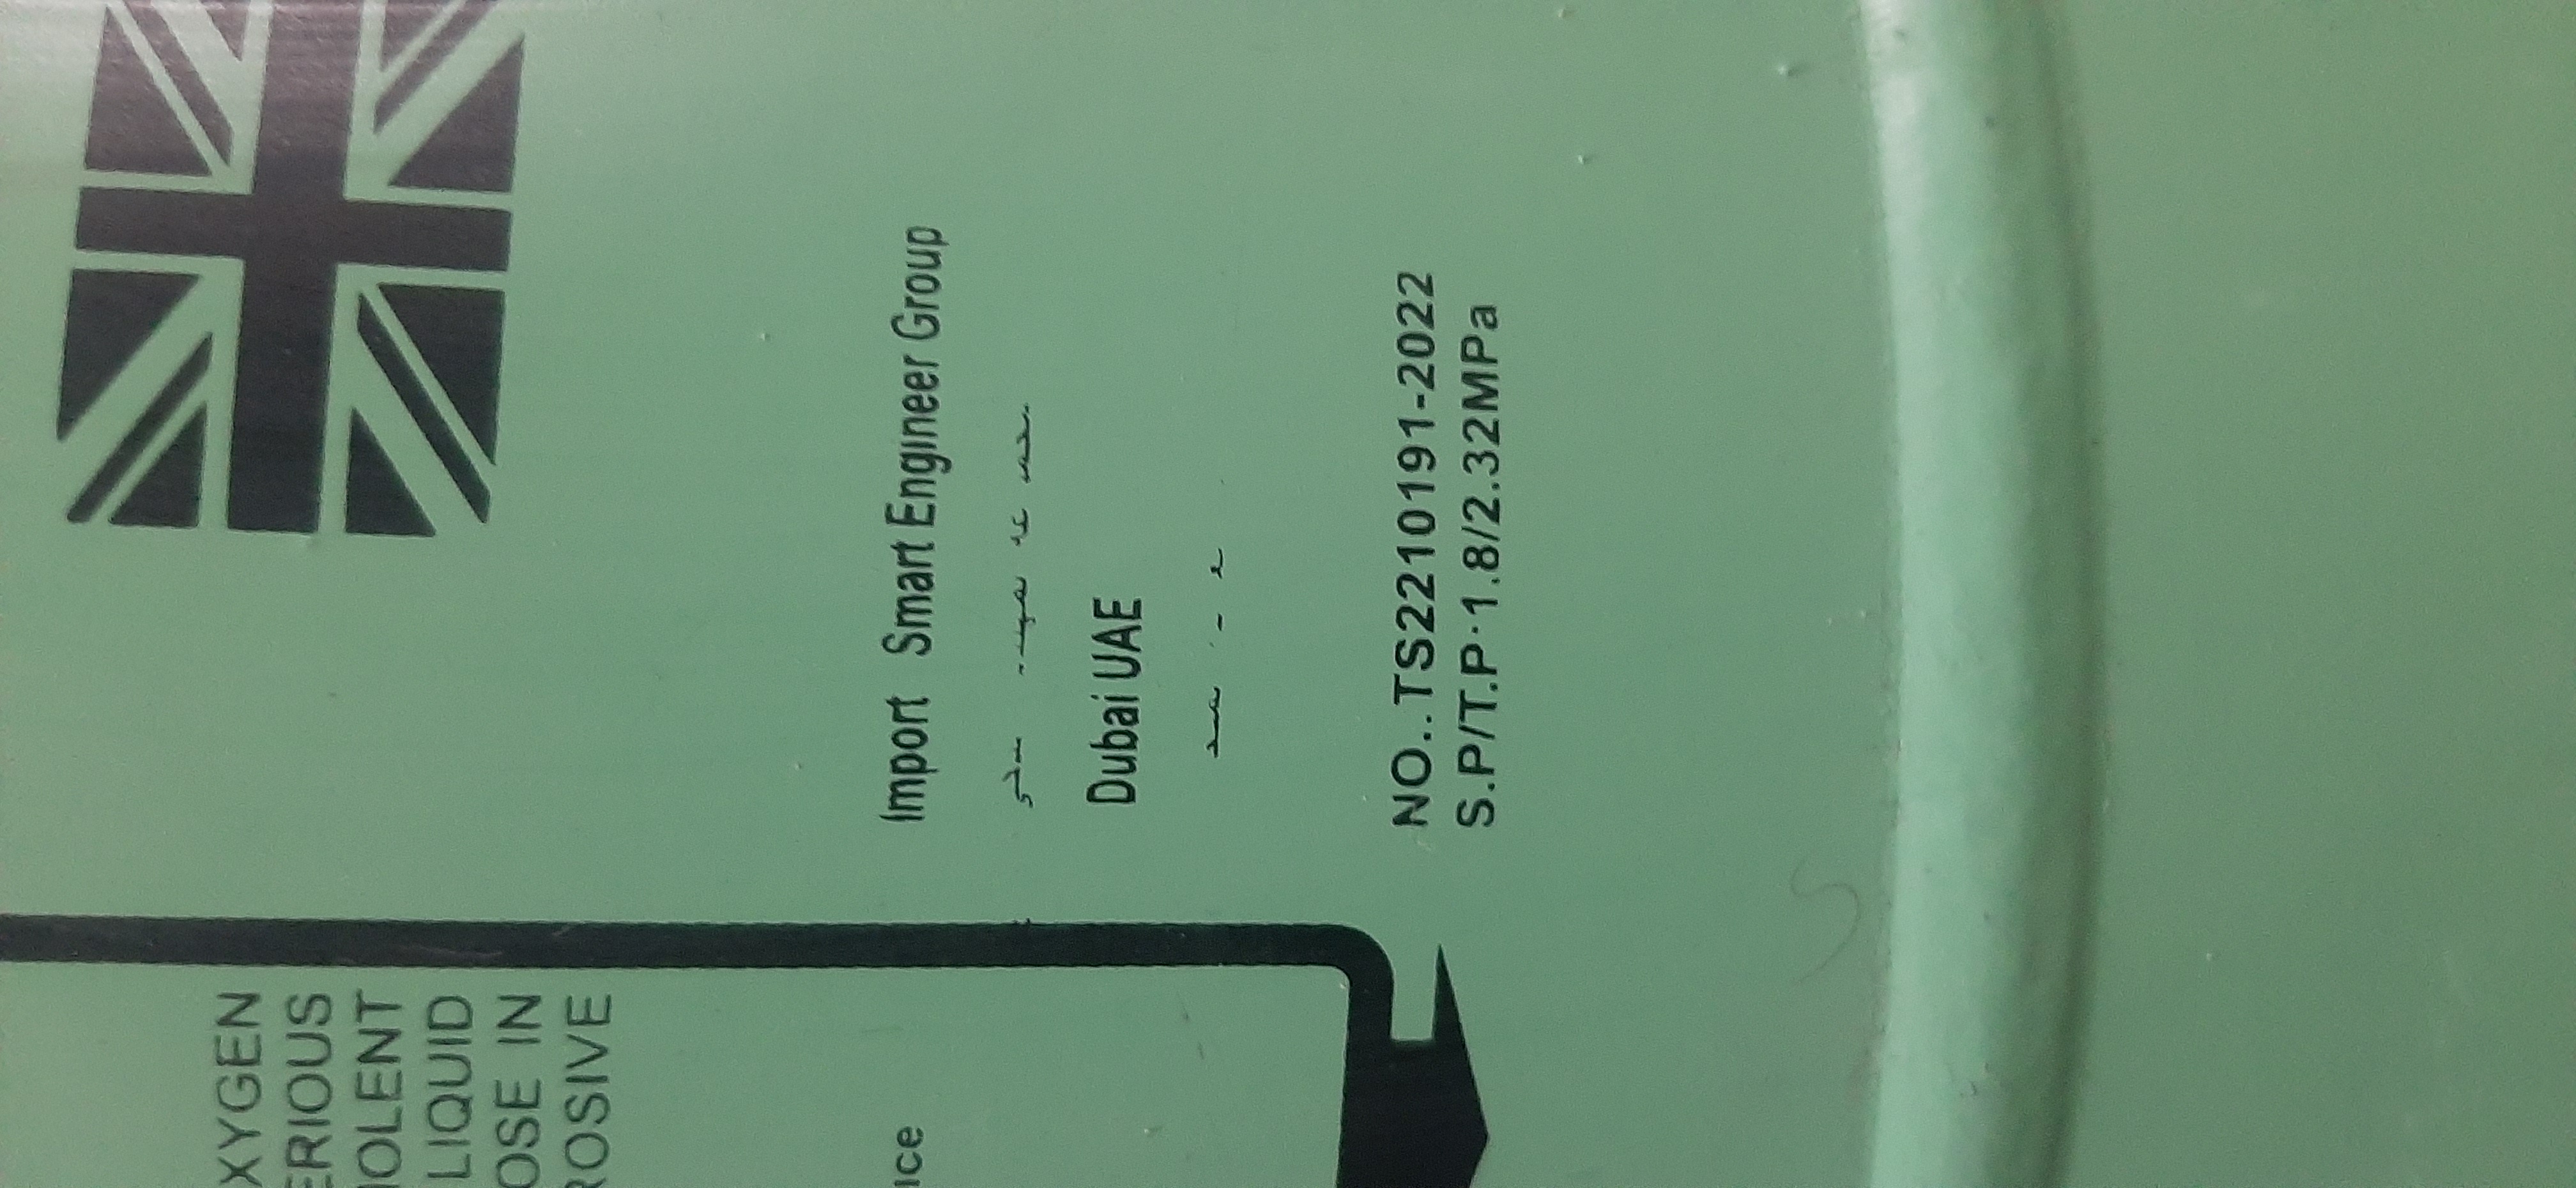 Import Smart Engineer Group
Dubai UAE
NO..TS2210191-2022
S.P/T.P·1.8/2.32MPa
XYGEN
ERIOUS
IOLENT
LIQUID
OSE IN
ROSIVE
ice